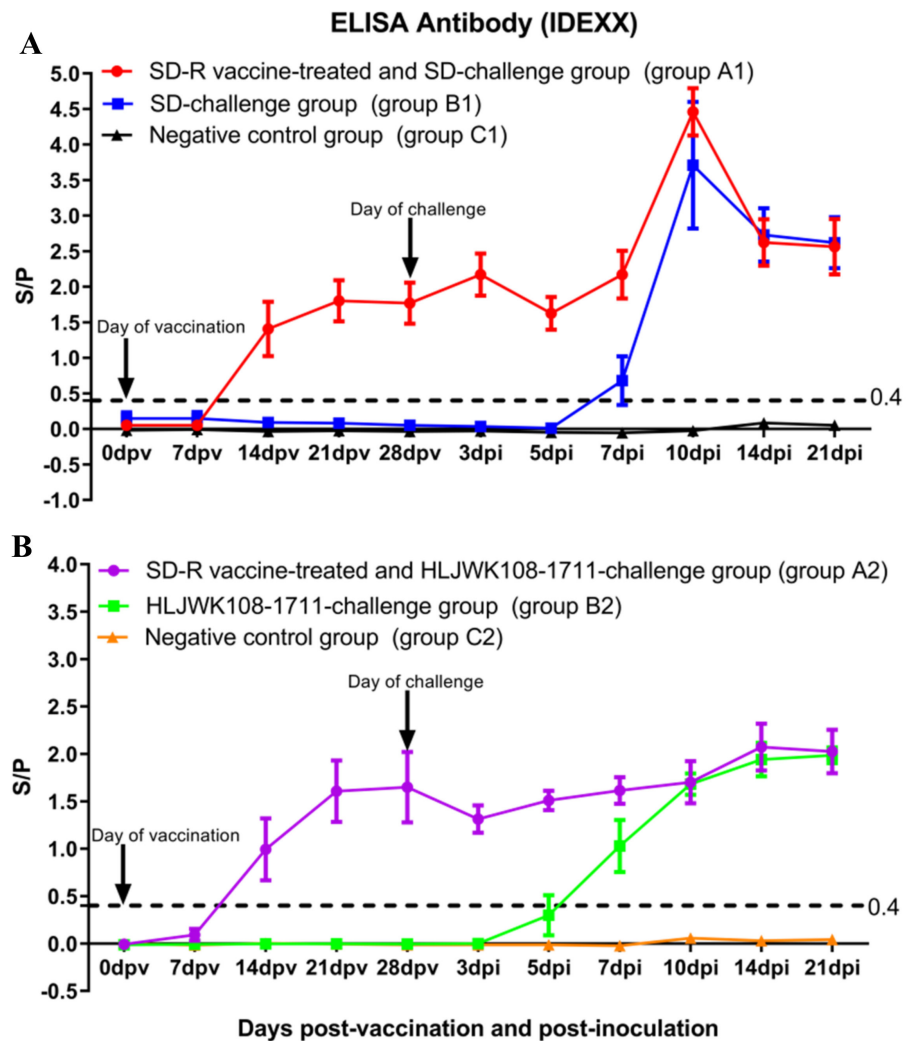 ELISA Antibody (IDEXX)
A
SD-R vaccine-treated and SD-challenge group (group A1)
SD-challenge group (group B1)
Negative control group (group C1)
5.0
4.5
4.0
3.5
3.0
2.5
2.0
1.5
1.0
0.5
0.0
-0.5
-1.0
S/P
Day of challenge
Day of vaccination
0.4
0dpv 7dpv 14dpv 21dpv 28dpv 3dpi 5dpi 7dpi 10dpi 14dpi 21dpi
B
SD-R vaccine-treated and HLJWK108-1711-challenge group (group A2)
HLJWK108-1711-challenge group (group B2)
Negative control group (group C2)
4.0
3.5
3.0
2.5
2.0
1.5
1.0
0.5
0.0
-0.5
S/P
Day of challenge
Day of vaccination
0.4
0dpv 7dpv 14dpv 21dpv 28dpv 3dpi 5dpi 7dpi 10dpi 14dpi 21dpi
Days post-vaccination and post-inoculation